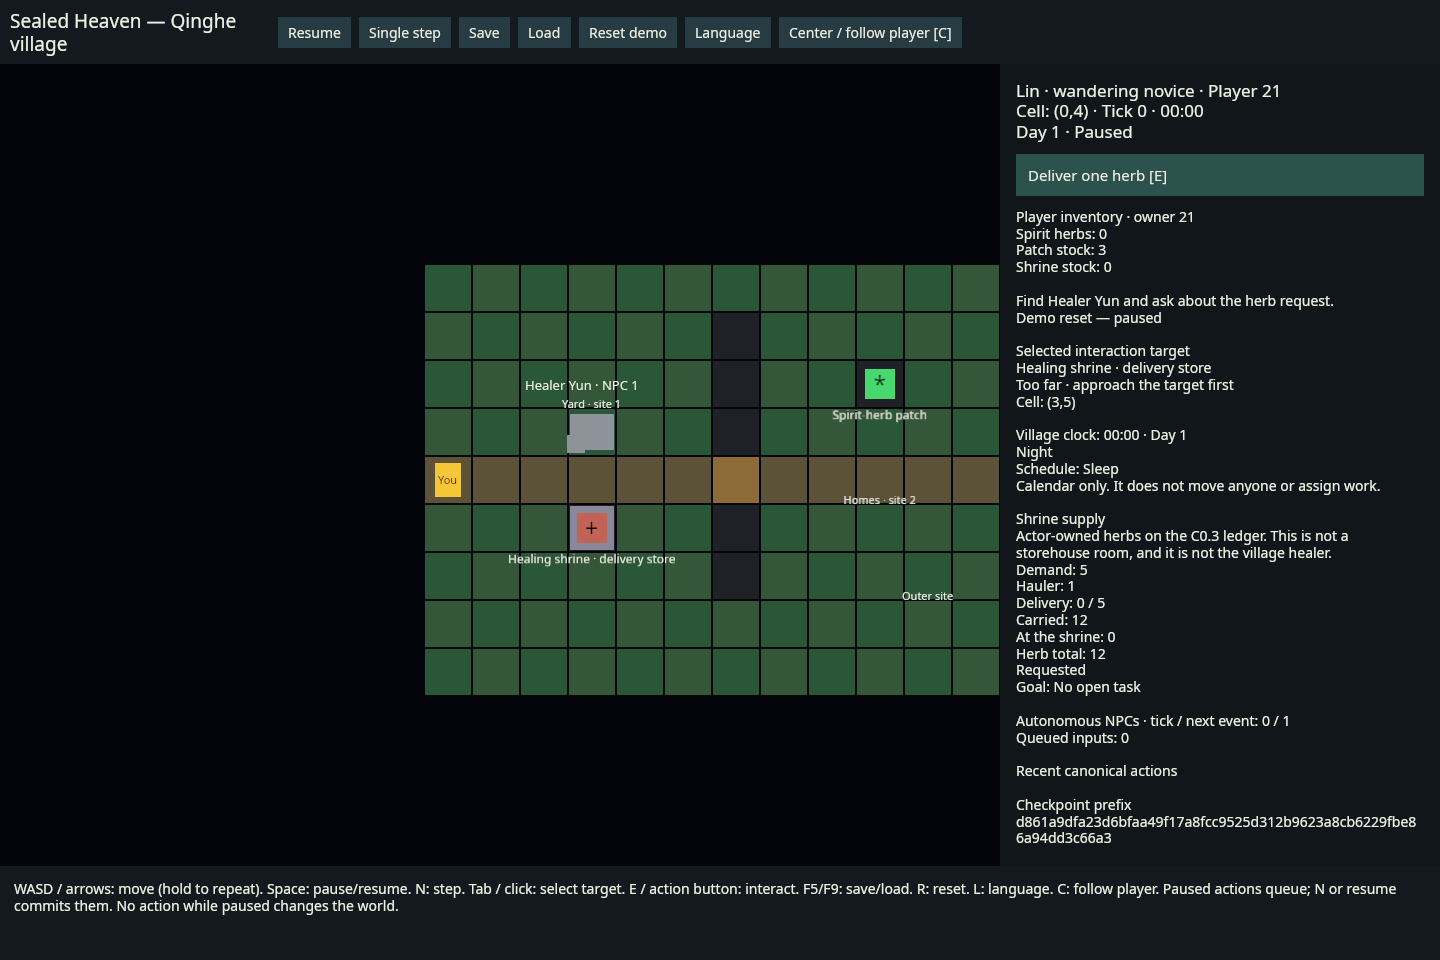 Sealed Heaven — Qinghe
village
Resume
Single step
Save
Load
Reset demo
Language
Center / follow player [C]
Lin · wandering novice · Player 21
Cell: (0,4) · Tick 0 · 00:00
Day 1 · Paused
Deliver one herb [E]
Player inventory · owner 21
Spirit herbs: 0
Patch stock: 3
Shrine stock: 0
Find Healer Yun and ask about the herb request.
Demo reset — paused
Selected interaction target
Healing shrine · delivery store
Too far · approach the target first
Cell: (3,5)
Village clock: 00:00 · Day 1
Night
Schedule: Sleep
Calendar only. It does not move anyone or assign work.
Shrine supply
Actor-owned herbs on the C0.3 ledger. This is not a
storehouse room, and it is not the village healer.
Demand: 5
Hauler: 1
Delivery: 0 / 5
Carried: 12
At the shrine: 0
Herb total: 12
Requested
Goal: No open task
Autonomous NPCs · tick / next event: 0 / 1
Queued inputs: 0
Recent canonical actions
Checkpoint prefix
d861a9dfa23d6bfaa49f17a8fcc9525d312b9623a8cb6229fbe8
6a94dd3c66a3
Healer Yun · NPC 1
Yard · site 1
*
Spirit herb patch
You
Homes · site 2
+
Healing shrine · delivery store
Outer site
WASD / arrows: move (hold to repeat). Space: pause/resume. N: step. Tab / click: select target. E / action button: interact. F5/F9: save/load. R: reset. L: language. C: follow player. Paused actions queue; N or resume
commits them. No action while paused changes the world.